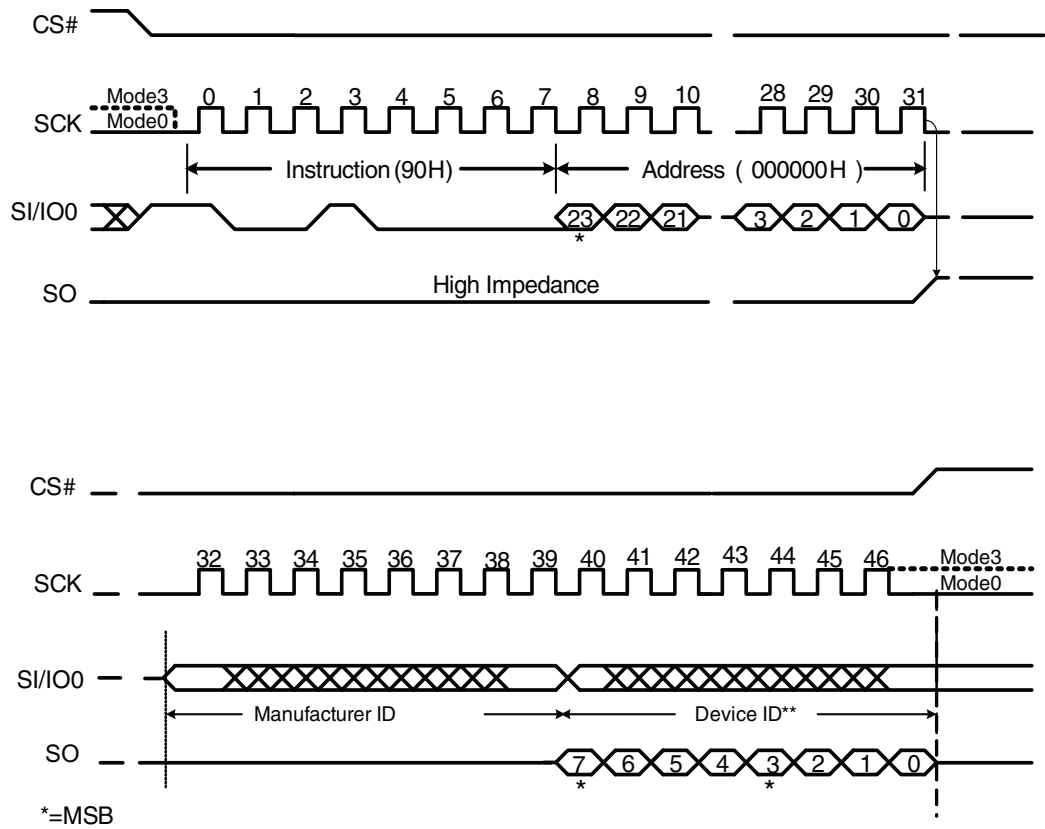 CS#
Mode3
Mode0
SCK
0 1 2 3 4 5 6 7 8 9 10 28 29 30 31
Instruction (90H)
Address ( 000000H )
SI/IO0
23 22 21 3 2 1 0
*
SO
High Impedance
CS#
SCK
32 33 34 35 36 37 38 39 40 41 42 43 44 45 46
Mode3
Mode0
SI/IO0
Manufacturer ID
Device ID**
SO
7 6 5 4 3 2 1 0
* *
*=MSB